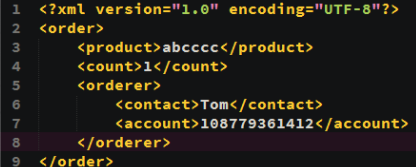 1 <?xml version="1.0" encoding="UTF-8"?>
2 <order>
3     <product>abcccc</product>
4     <count>1</count>
5     <orderer>
6         <contact>Tom</contact>
7         <account>108779361412</account>
8     </orderer>
9 </order>